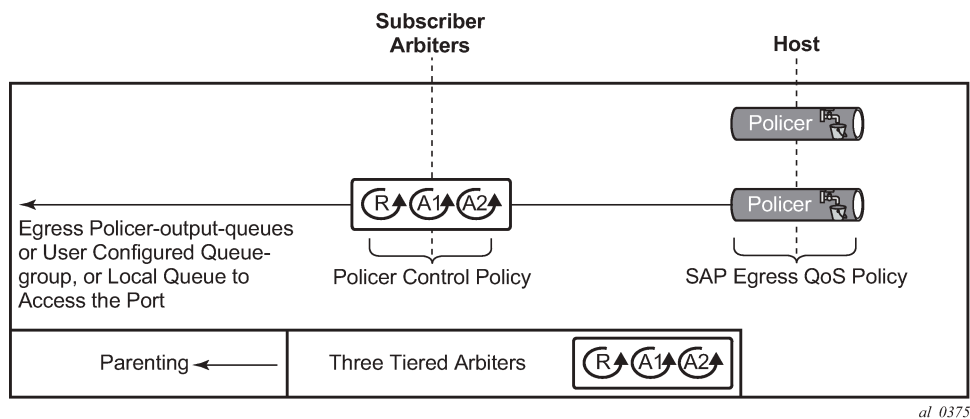 Subscriber
Arbiters
Host
Policer
R A1 A2
Policer
Egress Policer-output-queues
or User Configured Queue-
group, or Local Queue to
Access the Port
Policer Control Policy
SAP Egress QoS Policy
Parenting
Three Tiered Arbiters
R A1 A2
al_0375